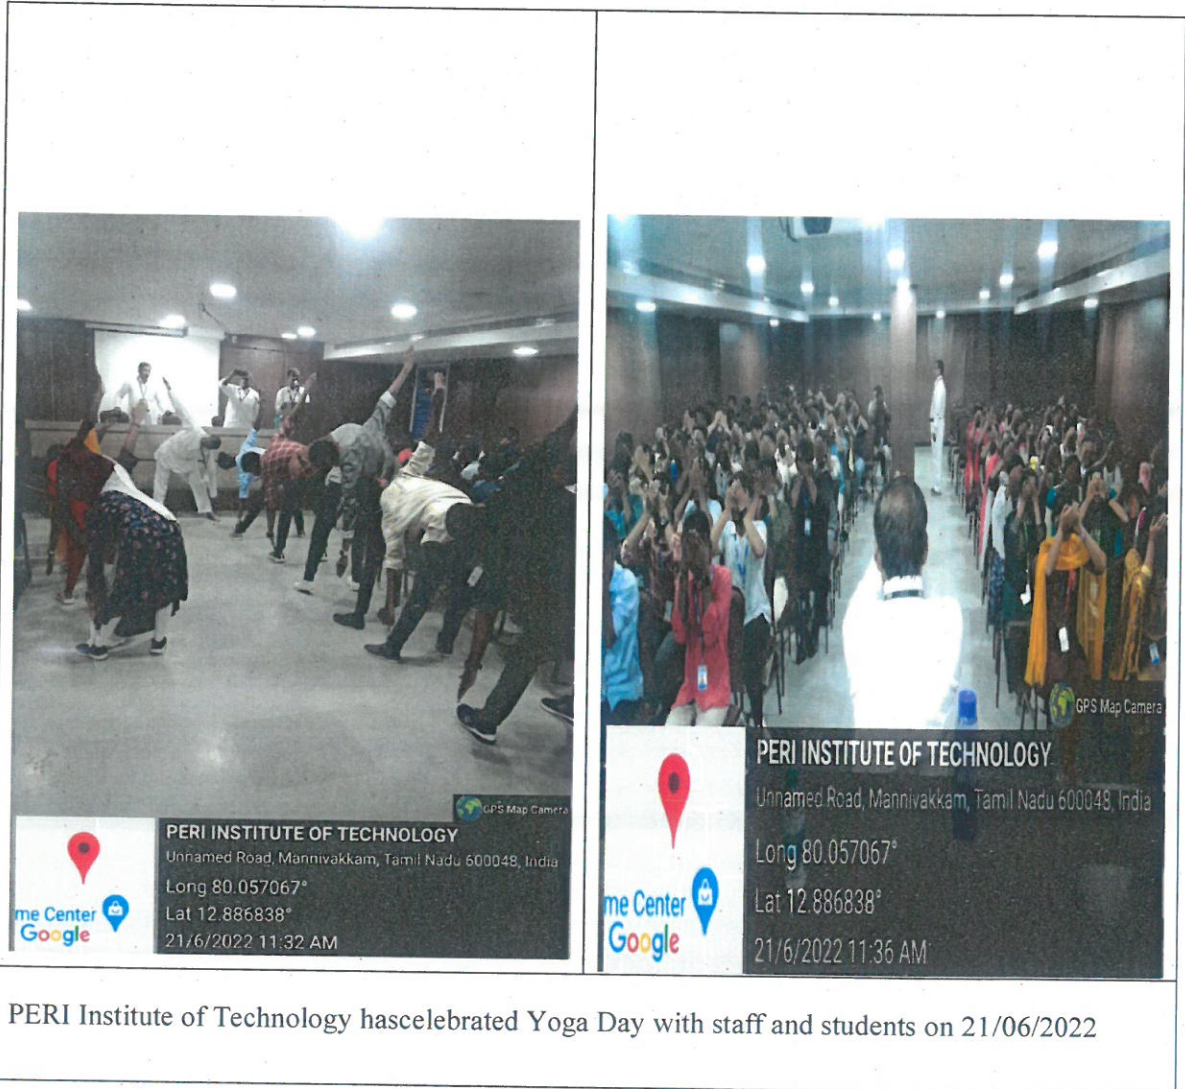 GPS Map Camera
PERI INSTITUTE OF TECHNOLOGY
Unnamed Road, Mannivakkam, Tamil Nadu 600048, India
Long 80.057067°
Lat 12.886838°
21/6/2022 11:32 AM
me Center
Google
GPS Map Camera
PERI INSTITUTE OF TECHNOLOGY
Unnamed Road, Mannivakkam, Tamil Nadu 600048, India
Long 80.057067°
Lat 12.886838°
21/6/2022 11:36 AM
me Center
Google
PERI Institute of Technology hascelebrated Yoga Day with staff and students on 21/06/2022